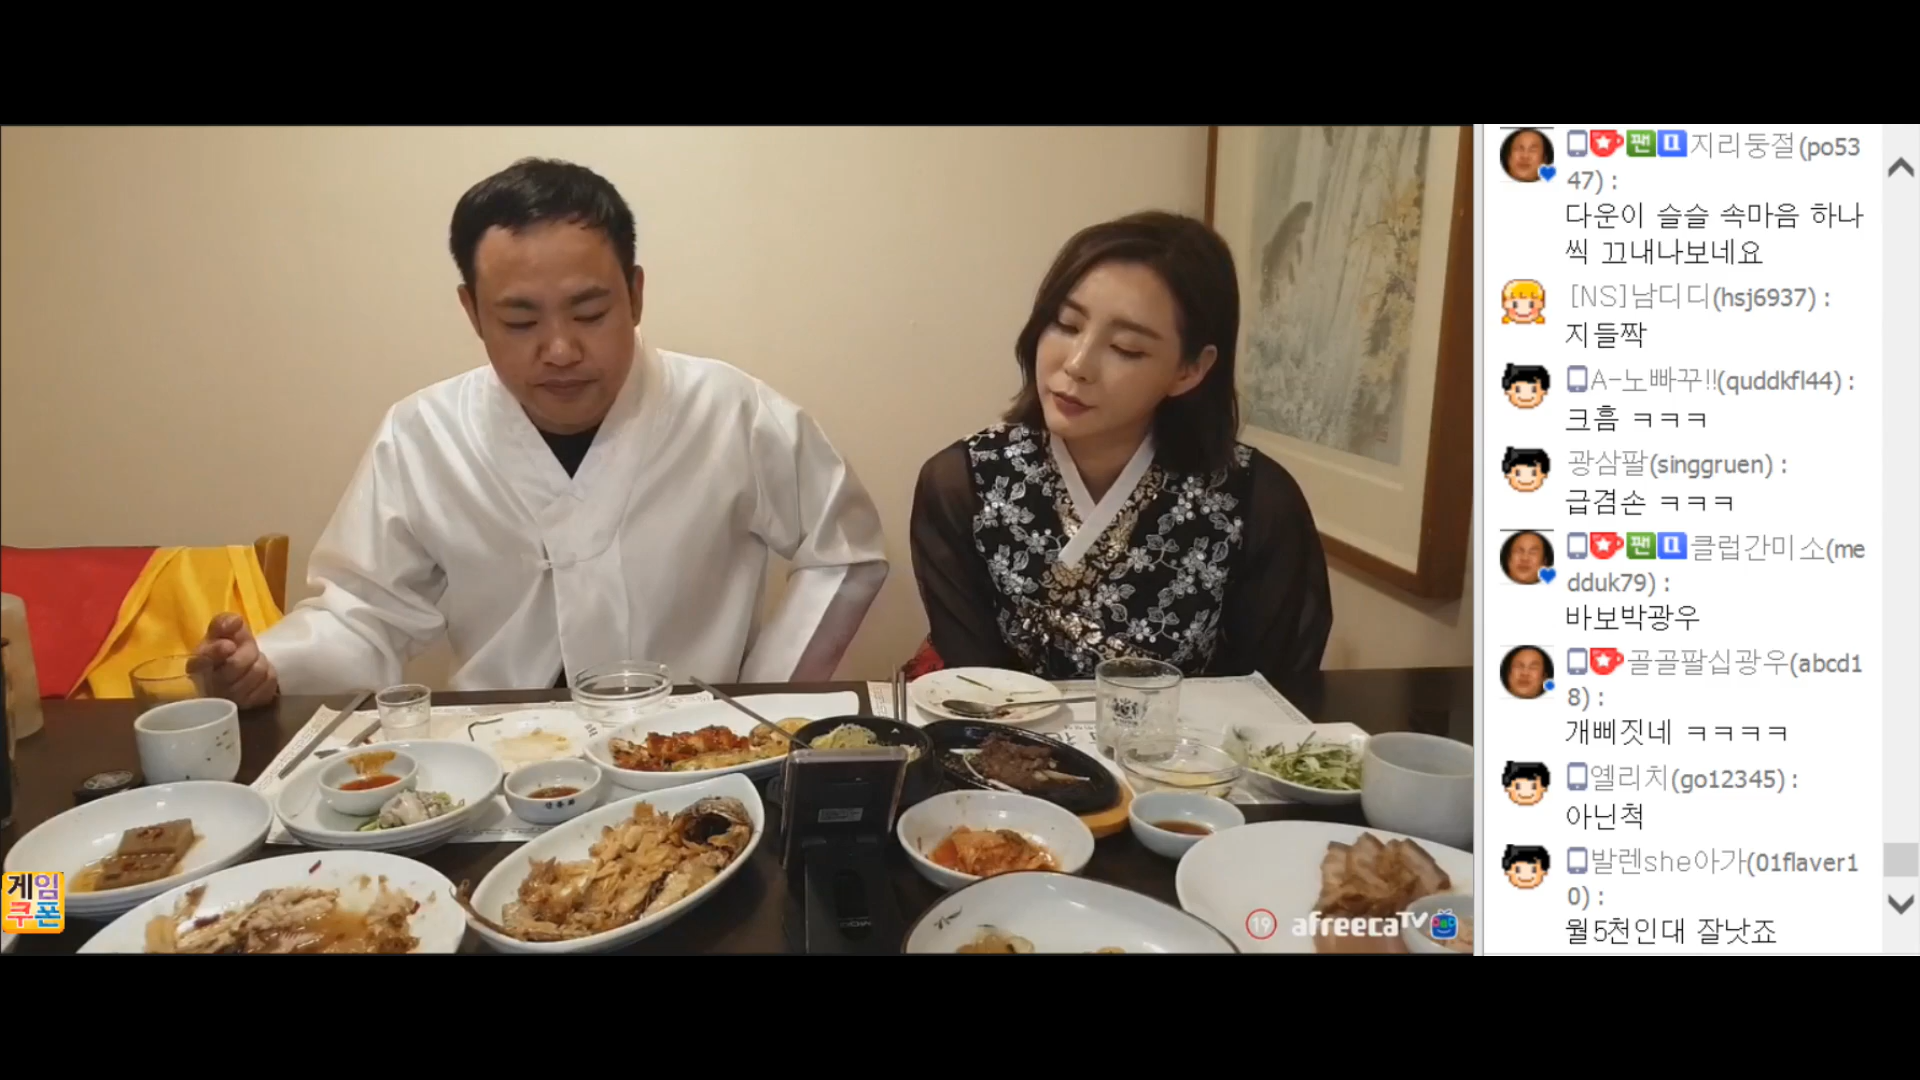 지리둥절(po53
47) :
다운이 슬슬 속마음 하나
씩 끄내나보네요
[NS]남디디(hsj6937) :
지들짝
A-노빠꾸!!(quddkfl44) :
크흠 ㅋㅋㅋ
광삼팔(singgruen) :
급겸손 ㅋㅋㅋ
팬 클럽간미소(me
dduk79) :
바보박광우
골골팔십광우(abcd1
8) :
개삐짓네 ㅋㅋㅋㅋ
옐리치(go12345) :
아닌척
발렌she아가(01flaver1
0) :
월5천인대 잘낫죠
게임
쿠폰
19 afreecaTV